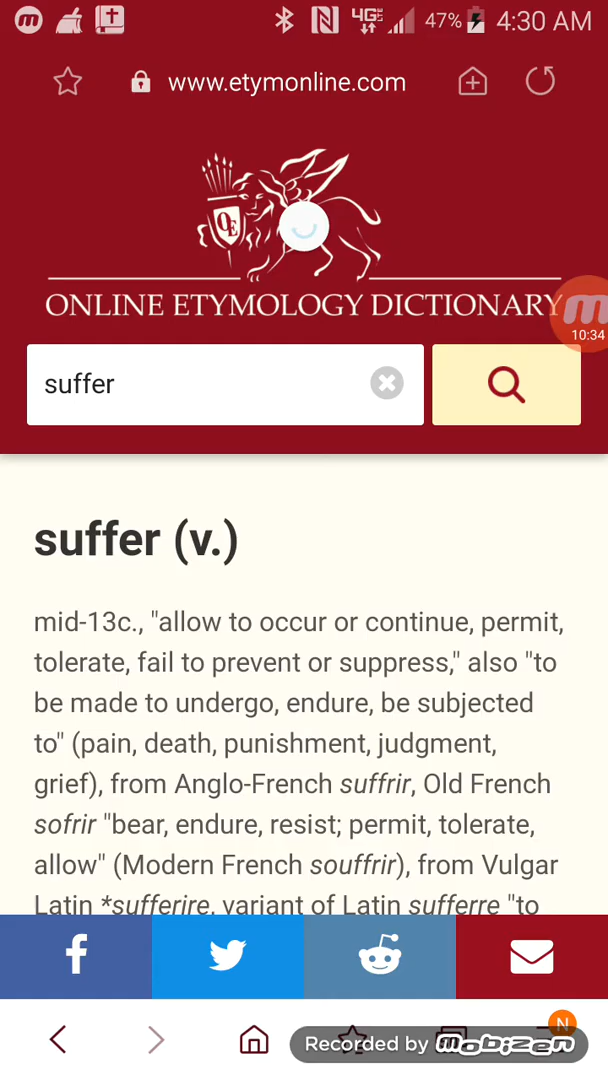 47% 4:30 AM
www.etymonline.com
OE
ONLINE ETYMOLOGY DICTIONARY
10:34
suffer
suffer (v.)
mid-13c., "allow to occur or continue, permit,
tolerate, fail to prevent or suppress," also "to
be made to undergo, endure, be subjected
to" (pain, death, punishment, judgment,
grief), from Anglo-French suffrir, Old French
sofrir "bear, endure, resist; permit, tolerate,
allow" (Modern French souffrir), from Vulgar
Latin *sufferire, variant of Latin sufferre "to
N
Recorded by mobizen